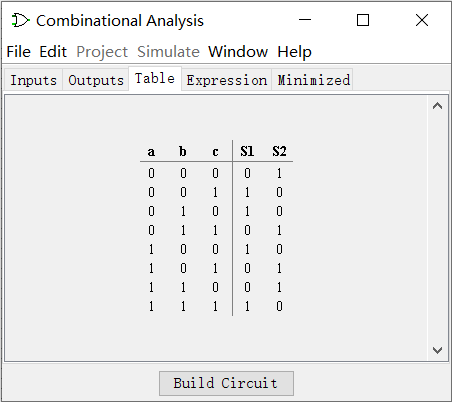 Combinational Analysis
File Edit Project Simulate Window Help
Inputs Outputs Table Expression Minimized
a b c S1 S2
0 0 0 0 1
0 0 1 1 0
0 1 0 1 0
0 1 1 0 1
1 0 0 1 0
1 0 1 0 1
1 1 0 0 1
1 1 1 1 0
Build Circuit